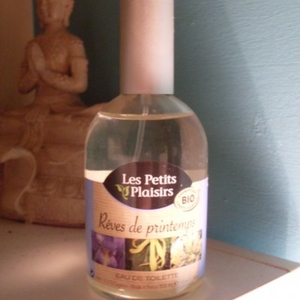 Les Petits
Plaisirs
BIO
Rêves de printemps
EAU DE TOILETTE